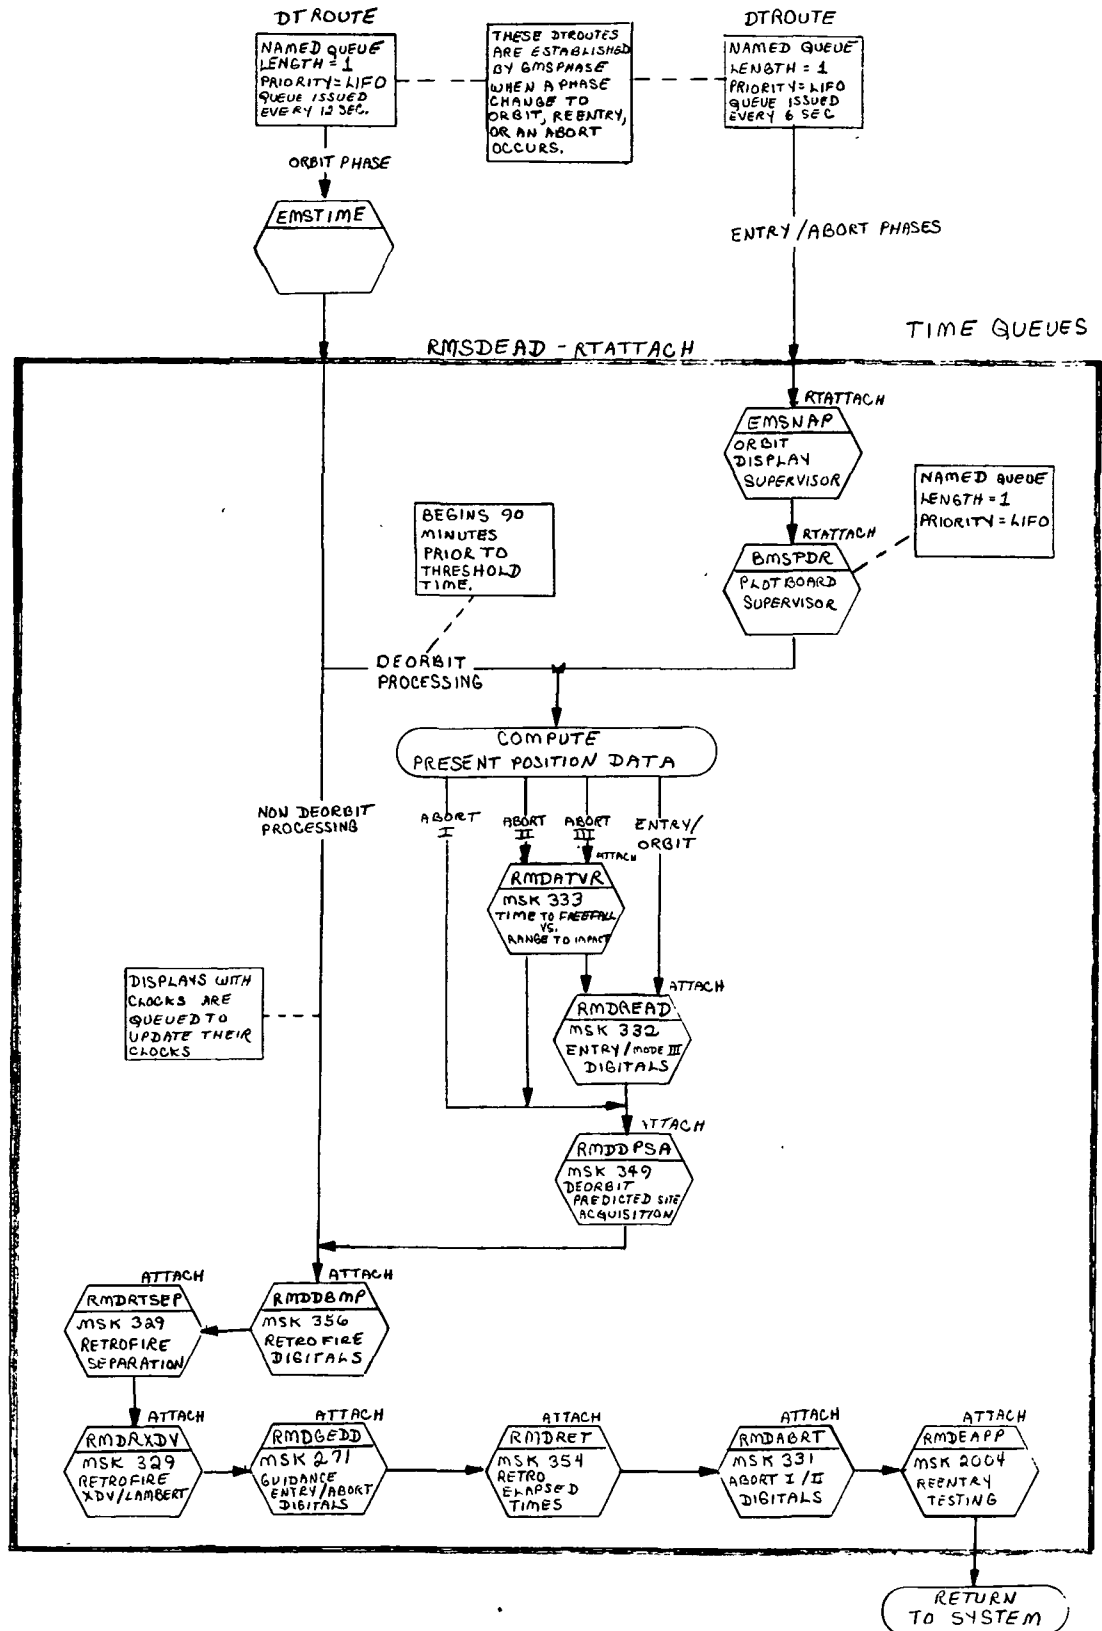 DTROUTE
NAMED QUEUE
LENGTH = 1
PRIORITY = LIFO
QUEUE ISSUED
EVERY 12 SEC.
THESE DTROUTES
ARE ESTABLISHED
BY GMSPHASE
WHEN A PHASE
CHANGE TO
ORBIT, REENTRY,
OR AN ABORT
OCCURS.
DTROUTE
NAMED QUEUE
LENGTH = 1
PRIORITY = LIFO
QUEUE ISSUED
EVERY 6 SEC
ORBIT PHASE
EMSTIME
ENTRY/ABORT PHASES
TIME QUEUES
RMSDEAD - RTATTACH
RTATTACH
EMSNAP
ORBIT
DISPLAY
SUPERVISOR
NAMED QUEUE
LENGTH = 1
PRIORITY = LIFO
RTATTACH
BMSPDR
PLOTBOARD
SUPERVISOR
BEGINS 90
MINUTES
PRIOR TO
THRESHOLD
TIME.
DEORBIT
PROCESSING
COMPUTE
PRESENT POSITION DATA
NON DEORBIT
PROCESSING
ABORT
I
ABORT
II
ABORT
III
ENTRY/
ORBIT
ATTACH
RMDATVR
MSK 333
TIME TO FREEFALL
VS.
RANGE TO IMPACT
DISPLAYS WITH
CLOCKS ARE
QUEUED TO
UPDATE THEIR
CLOCKS
ATTACH
RMDREAD
MSK 332
ENTRY/MODE III
DIGITALS
ATTACH
RMDDPSA
MSK 349
DEORBIT
PREDICTED SITE
ACQUISITION
ATTACH
RMDRTSEP
MSK 329
RETROFIRE
SEPARATION
ATTACH
RMDDBMP
MSK 356
RETROFIRE
DIGITALS
ATTACH
RMDRXDV
MSK 329
RETROFIRE
XDV/LAMBERT
ATTACH
RMDGEDD
MSK 271
GUIDANCE
ENTRY/ABORT
DIGITALS
ATTACH
RMDRET
MSK 354
RETRO
ELAPSED
TIMES
ATTACH
RMDABRT
MSK 331
ABORT I/II
DIGITALS
ATTACH
RMDEAPP
MSK 2004
REENTRY
TESTING
RETURN
TO SYSTEM